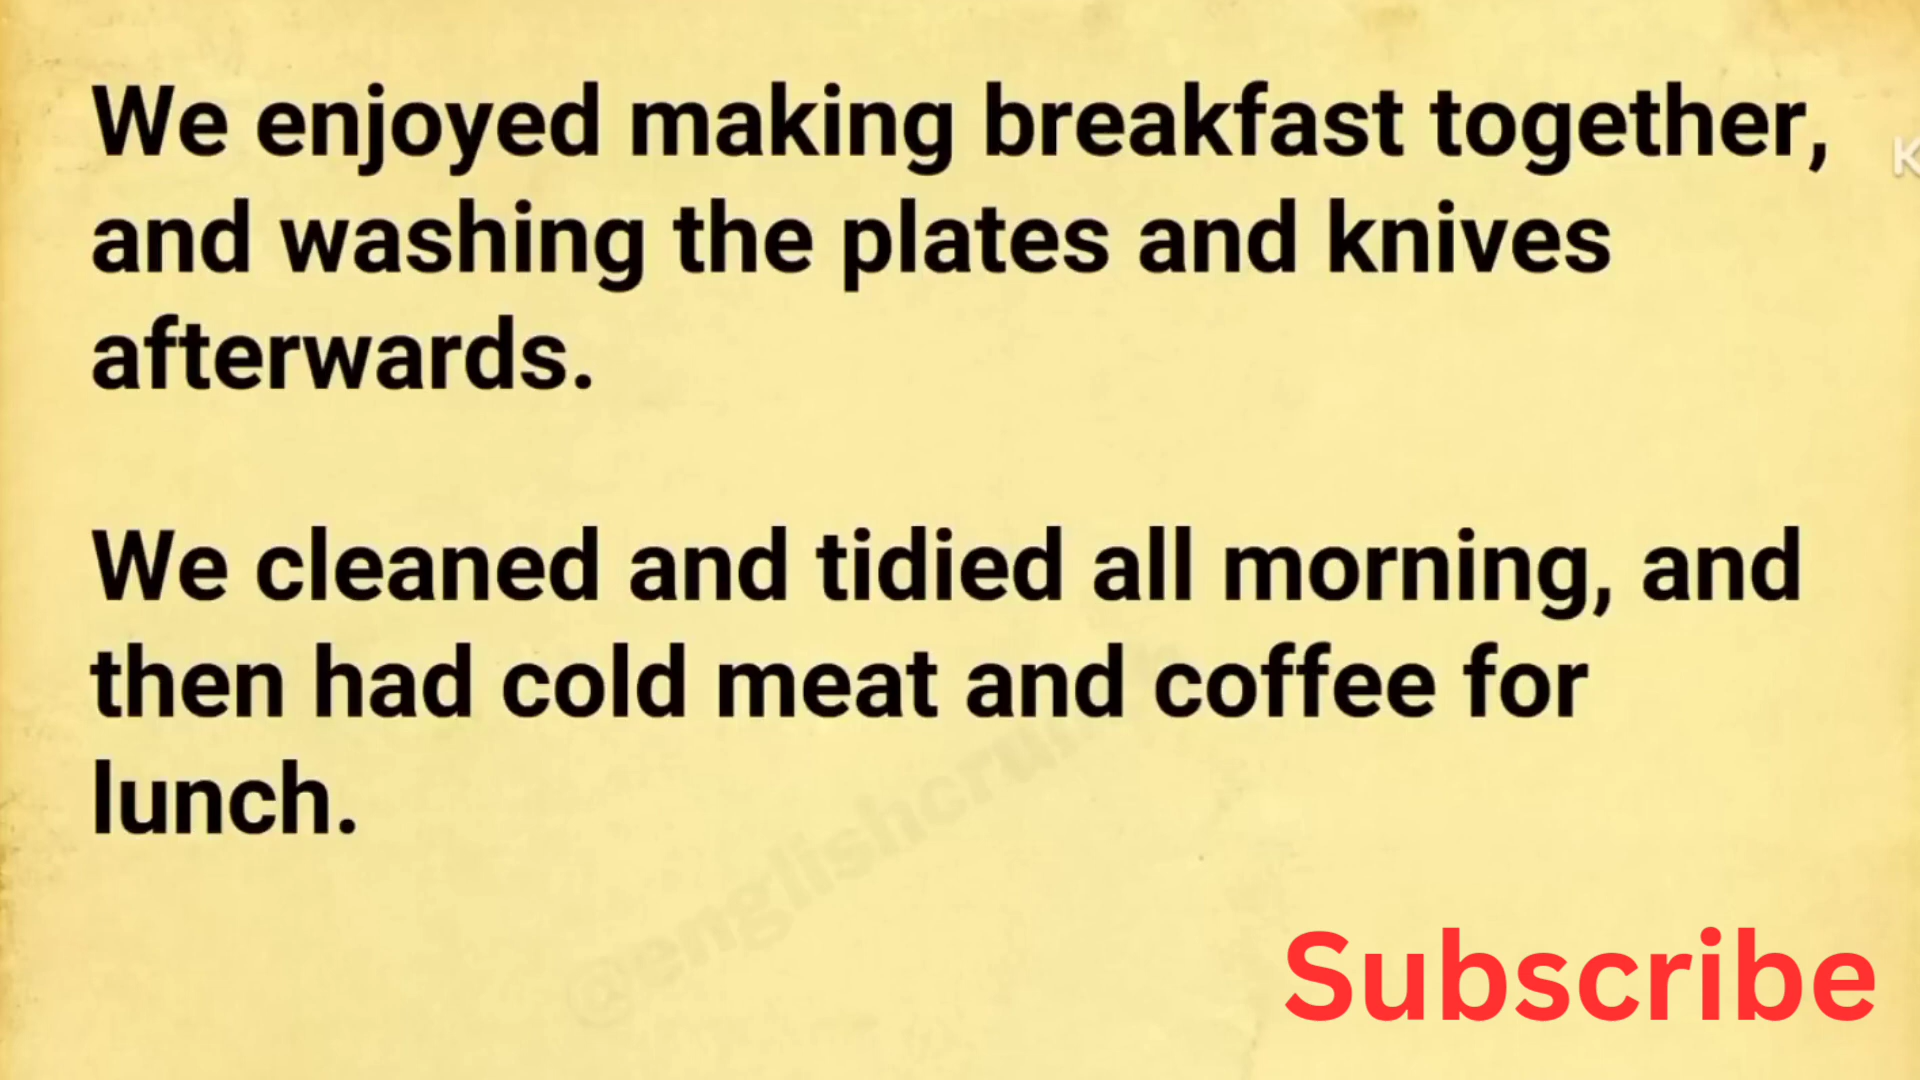 We enjoyed making breakfast together,
and washing the plates and knives
afterwards.
We cleaned and tidied all morning, and
then had cold meat and coffee for
lunch.
Subscribe